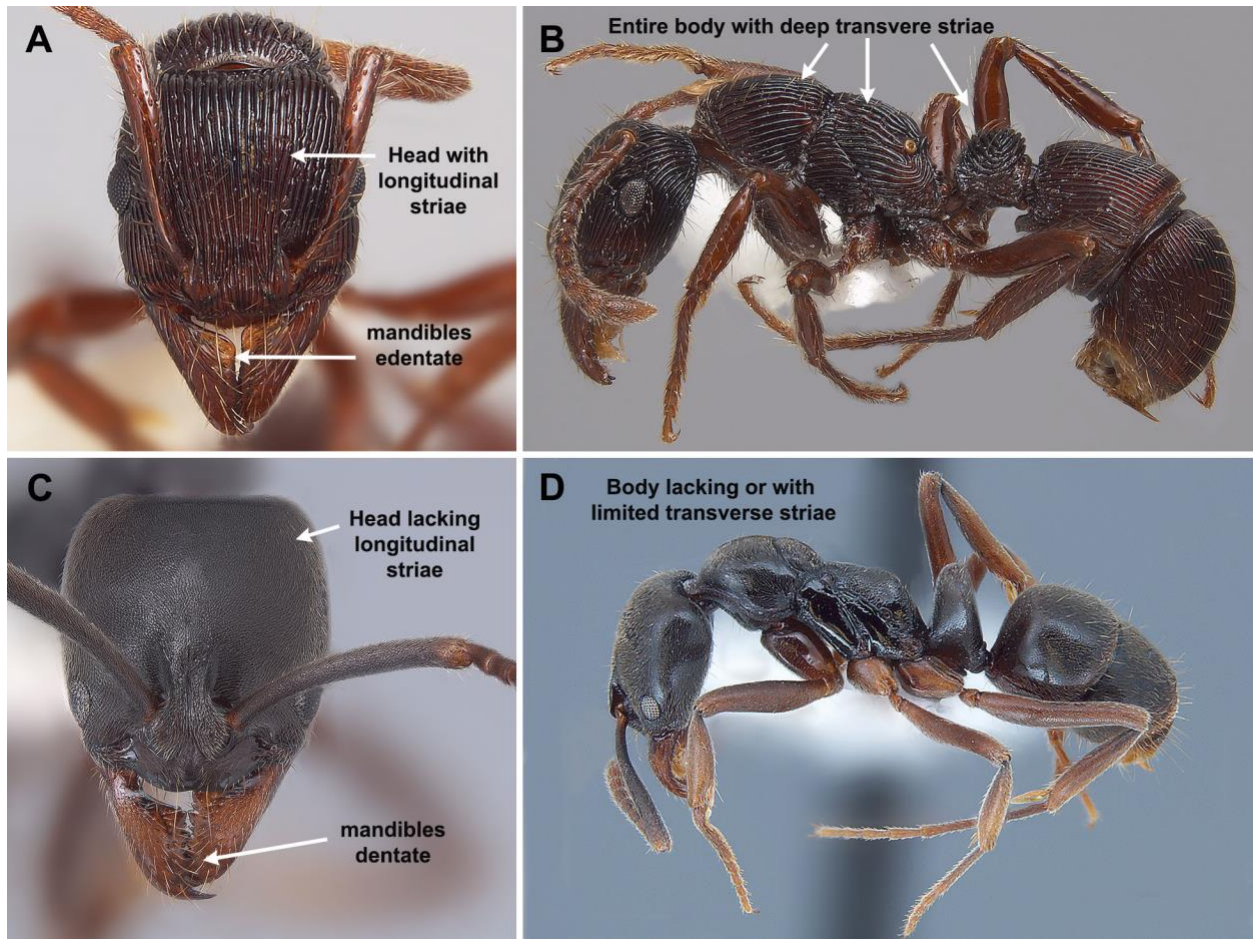 A
Head with
longitudinal
striae
mandibles
edentate
B
Entire body with deep transvere striae
C
Head lacking
longitudinal
striae
mandibles
dentate
D
Body lacking or with
limited transverse striae